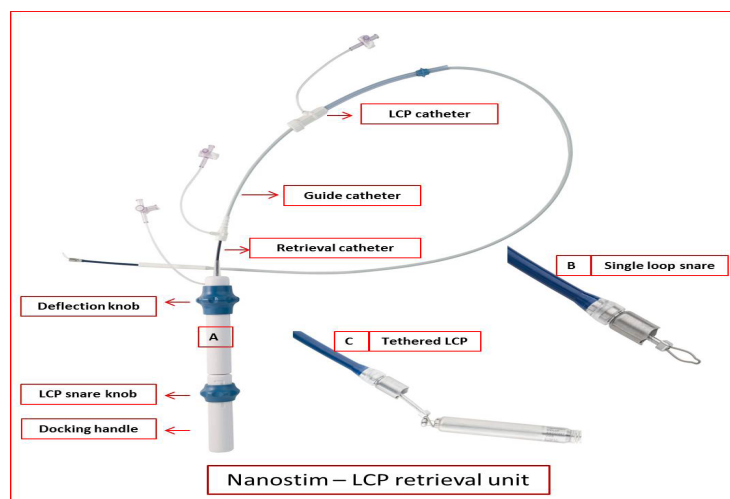 LCP catheter
Guide catheter
Retrieval catheter
B Single loop snare
Deflection knob
A
C Tethered LCP
LCP snare knob
Docking handle
Nanostim – LCP retrieval unit